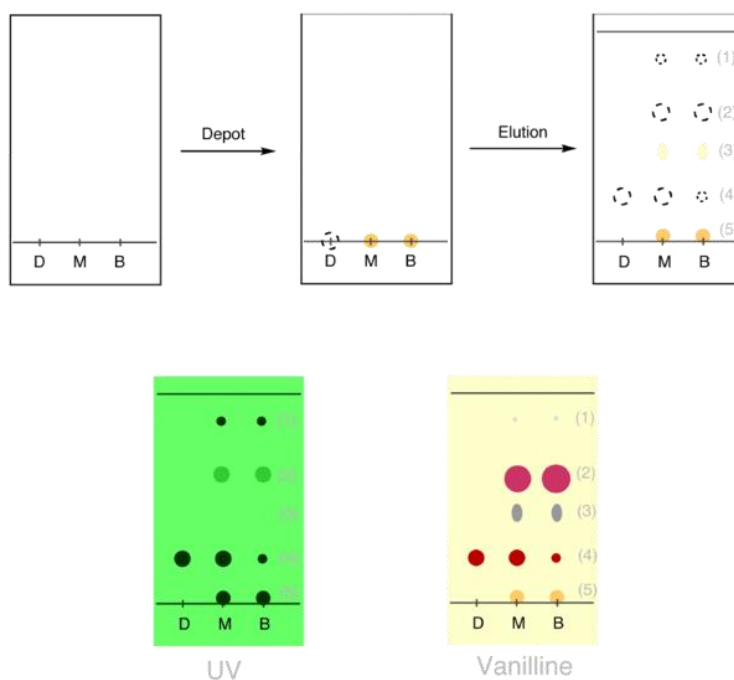 Depot
Elution
D M B
D M B
D M B
(1)
(2)
(3)
(4
(5
(1)
(2)
(3)
(4)
(5)
D M B
UV
(1)
(2)
(3)
(4)
(5)
D M B
Vanilline